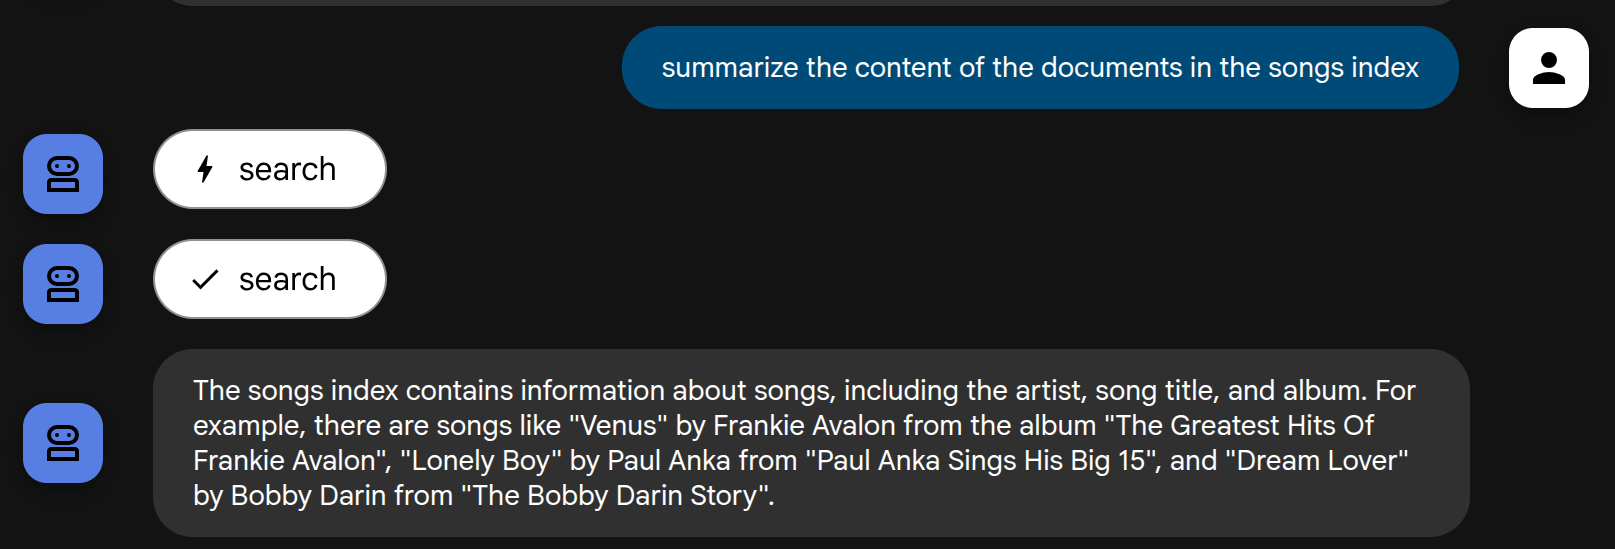 summarize the content of the documents in the songs index
search
search
The songs index contains information about songs, including the artist, song title, and album. For
example, there are songs like "Venus" by Frankie Avalon from the album "The Greatest Hits Of
Frankie Avalon", "Lonely Boy" by Paul Anka from "Paul Anka Sings His Big 15", and "Dream Lover"
by Bobby Darin from "The Bobby Darin Story".